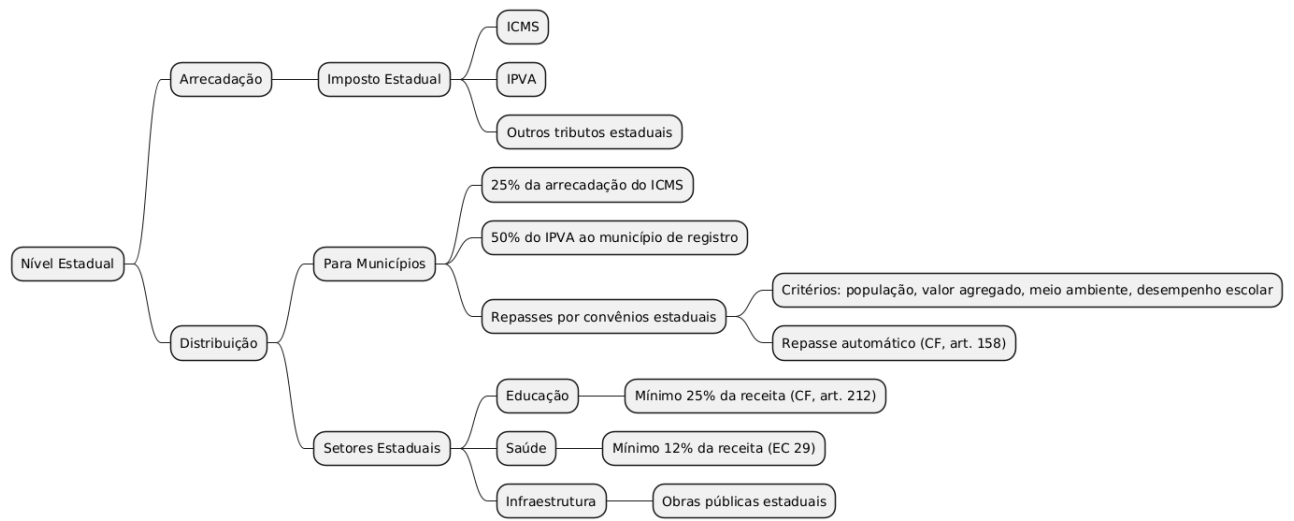 Nível Estadual
Arrecadação
Imposto Estadual
ICMS
IPVA
Outros tributos estaduais
Distribuição
Para Municípios
25% da arrecadação do ICMS
50% do IPVA ao município de registro
Repasses por convênios estaduais
Critérios: população, valor agregado, meio ambiente, desempenho escolar
Repasse automático (CF, art. 158)
Setores Estaduais
Educação
Mínimo 25% da receita (CF, art. 212)
Saúde
Mínimo 12% da receita (EC 29)
Infraestrutura
Obras públicas estaduais